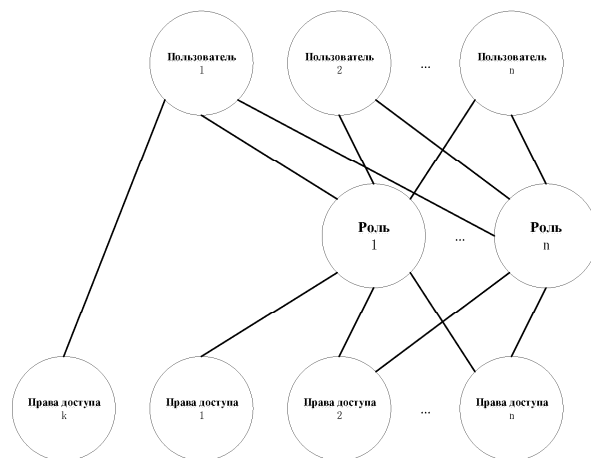 Пользователь
1
Пользователь
2
...
Пользователь
n
Роль
1
...
Роль
n
Права доступа
k
Права доступа
1
Права доступа
2
...
Права доступа
n